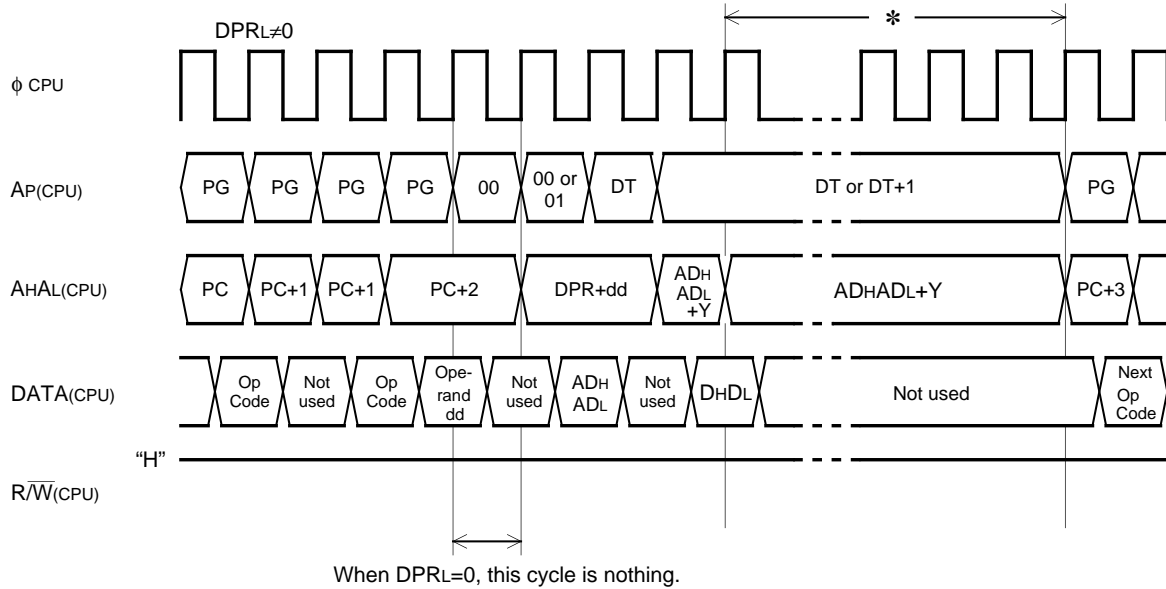 DPRL≠0
*
ϕ CPU
AP(CPU)
PG
PG
PG
PG
00
00 or
01
DT
DT or DT+1
PG
AHAL(CPU)
PC
PC+1
PC+1
PC+2
DPR+dd
ADH
ADL
+Y
ADHADL+Y
PC+3
DATA(CPU)
Op
Code
Not
used
Op
Code
Ope-
rand
dd
Not
used
ADH
ADL
Not
used
DHDL
Not used
Next
Op
Code
“H”
R/W(CPU)
When DPRL=0, this cycle is nothing.